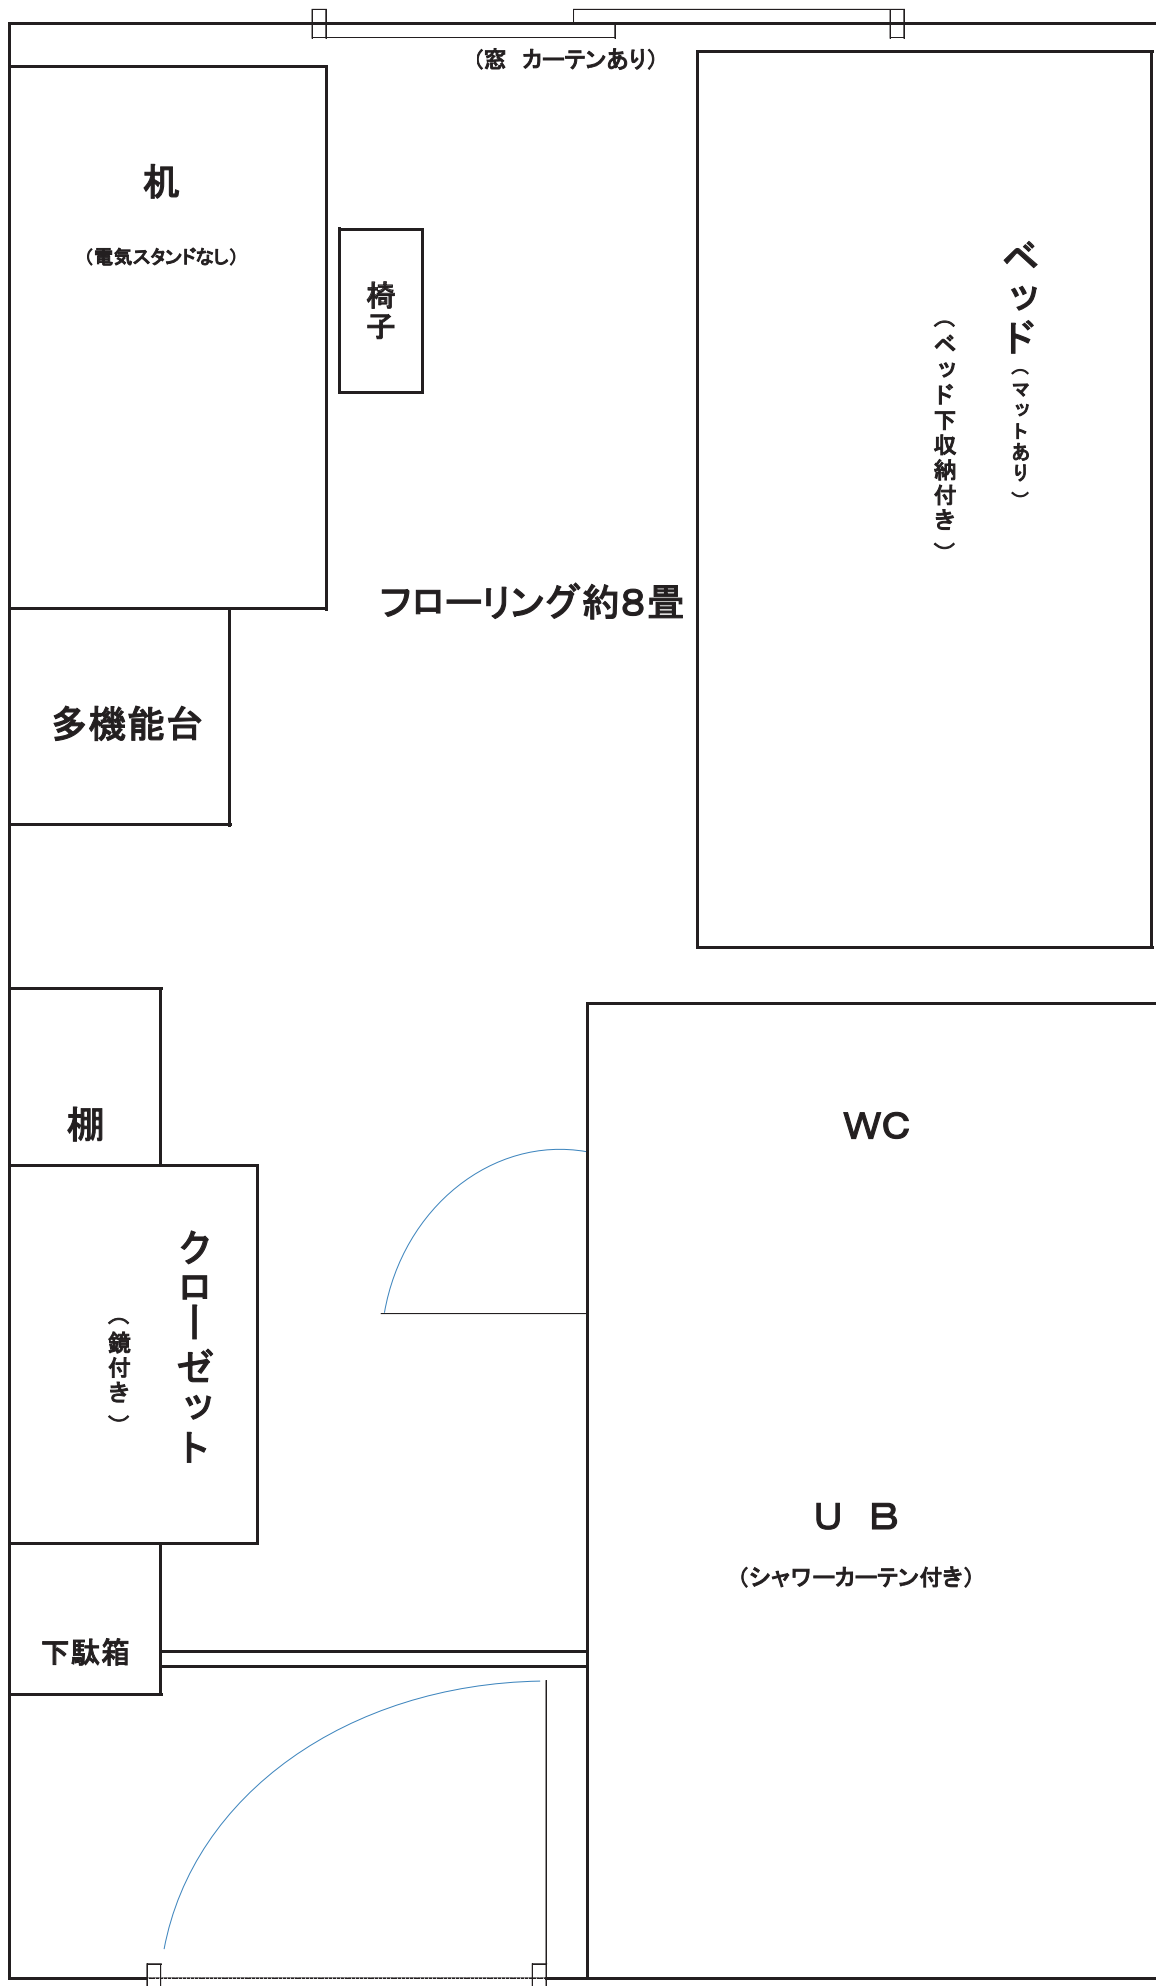 （窓　カーテンあり）
机
（電気スタンドなし）
椅子
ベッド（マットあり）
（ベッド下収納付き）
フローリング約８畳
多機能台
棚
WC
クローゼット
（鏡付き）
Ｕ　Ｂ
（シャワーカーテン付き）
下駄箱